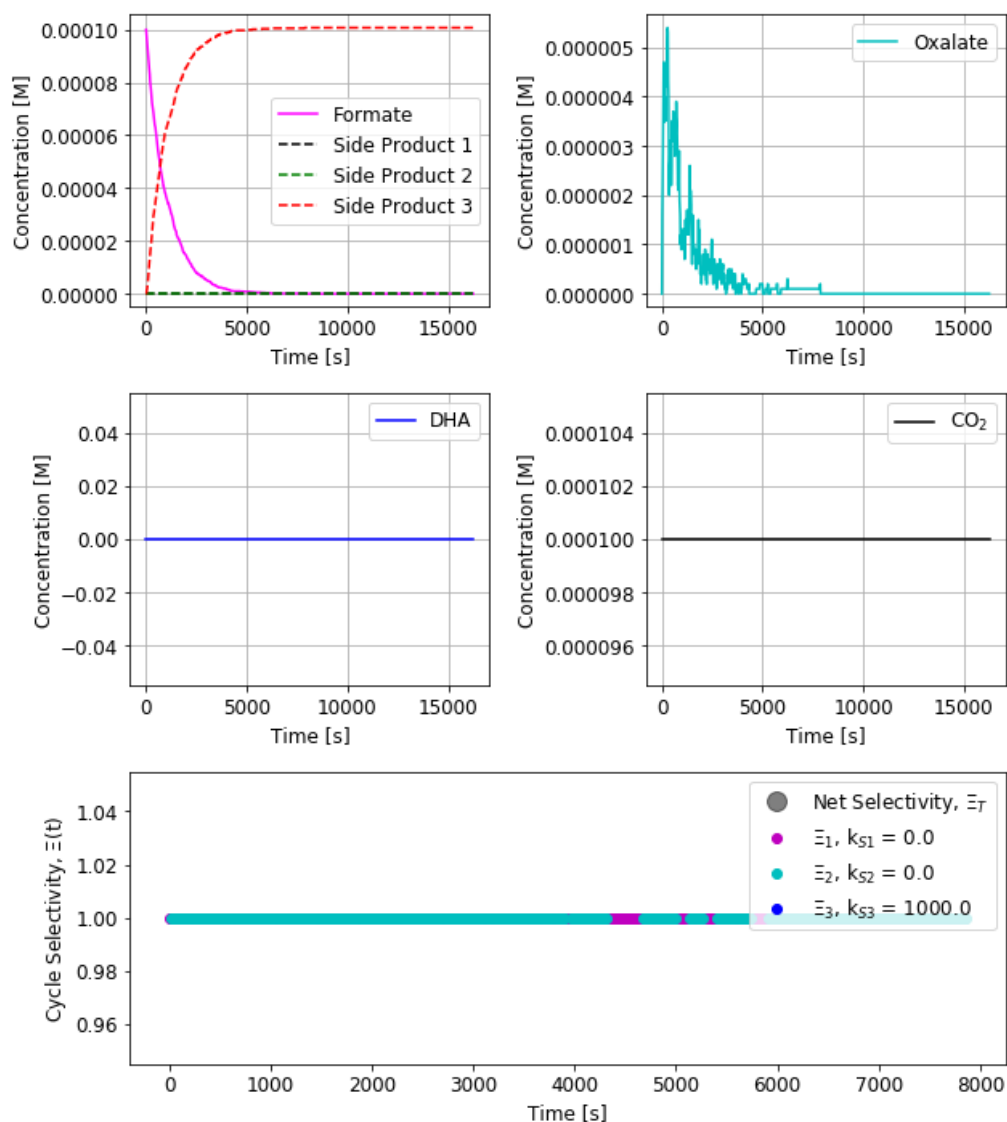 0.00010
0.00008
0.00006
0.00004
0.00002
0.00000
Concentration [M]
Formate
Side Product 1
Side Product 2
Side Product 3
0 5000 10000 15000
Time [s]
0.000005
0.000004
0.000003
0.000002
0.000001
0.000000
Concentration [M]
Oxalate
0 5000 10000 15000
Time [s]
0.04
0.02
0.00
−0.02
−0.04
Concentration [M]
DHA
0 5000 10000 15000
Time [s]
0.000104
0.000102
0.000100
0.000098
0.000096
Concentration [M]
CO₂
0 5000 10000 15000
Time [s]
1.04
1.02
1.00
0.98
0.96
Cycle Selectivity, Ξ(t)
Net Selectivity, Ξ_T
Ξ₁, k_S1 = 0.0
Ξ₂, k_S2 = 0.0
Ξ₃, k_S3 = 1000.0
0 1000 2000 3000 4000 5000 6000 7000 8000
Time [s]